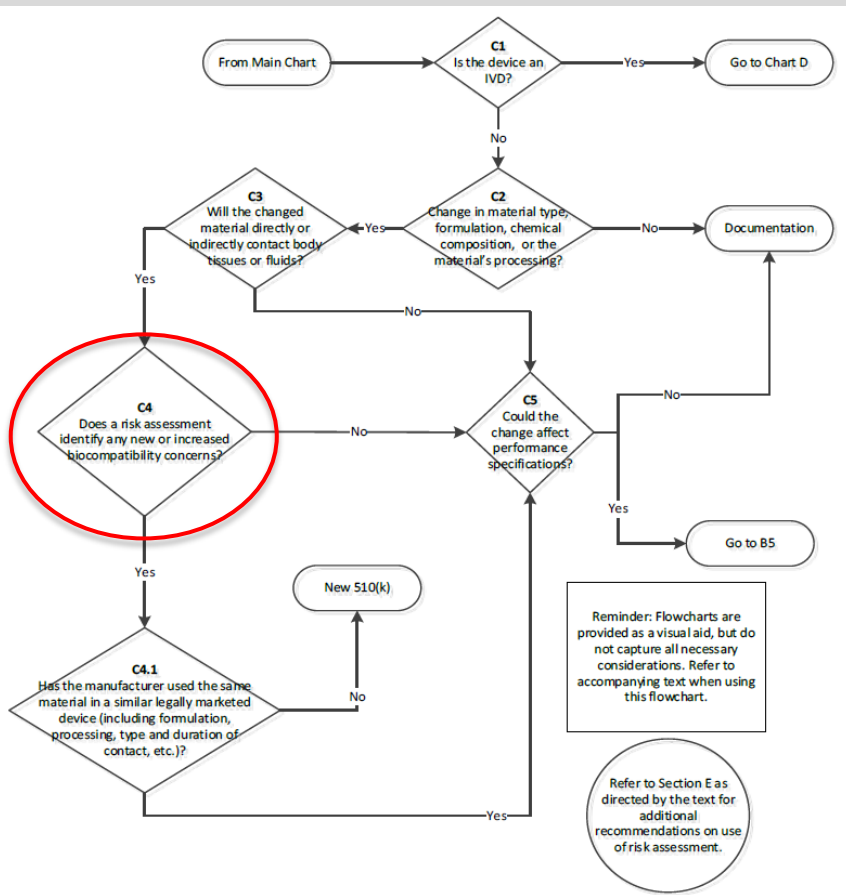 From Main Chart
C1
Is the device an
IVD?
Yes
Go to Chart D
No
C3
Will the changed
material directly or
indirectly contact body
tissues or fluids?
Yes
C2
Change in material type,
formulation, chemical
composition, or the
material's processing?
No
Documentation
Yes
No
C4
Does a risk assessment
identify any new or increased
biocompatibility concerns?
No
C5
Could the
change affect
performance
specifications?
No
Yes
Go to B5
Yes
New 510(k)
C4.1
Has the manufacturer used the same
material in a similar legally marketed
device (including formulation,
processing, type and duration of
contact, etc.)?
No
Yes
Reminder: Flowcharts are
provided as a visual aid, but do
not capture all necessary
considerations. Refer to
accompanying text when using
this flowchart.
Refer to Section E as
directed by the text for
additional
recommendations on use
of risk assessment.